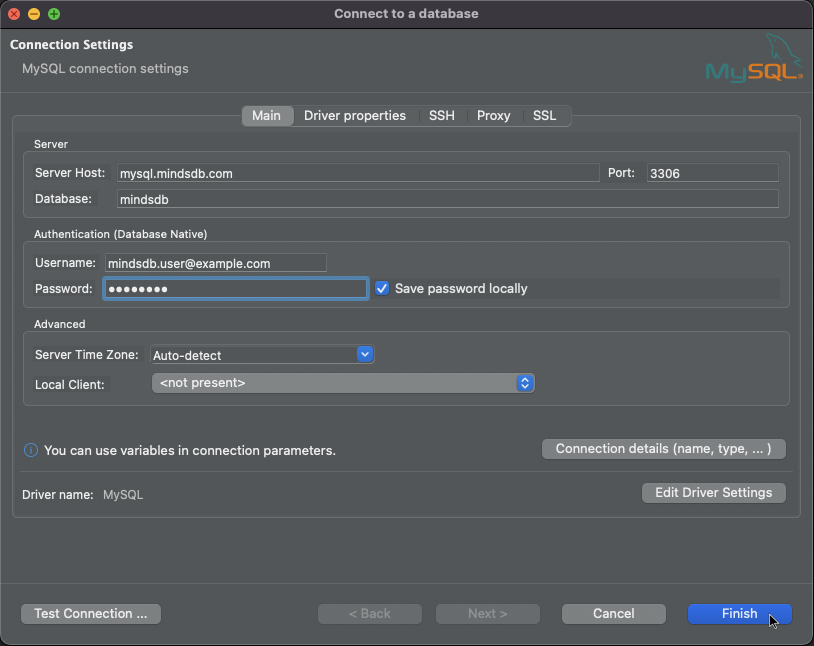 Connect to a database
Connection Settings
MySQL connection settings
MySQL
Main Driver properties SSH Proxy SSL
Server
Server Host: mysql.mindsdb.com Port: 3306
Database: mindsdb
Authentication (Database Native)
Username: mindsdb.user@example.com
Password: ●●●●●●●● Save password locally
Advanced
Server Time Zone: Auto-detect
Local Client: <not present>
You can use variables in connection parameters. Connection details (name, type, ... )
Driver name: MySQL Edit Driver Settings
Test Connection ... < Back Next > Cancel Finish